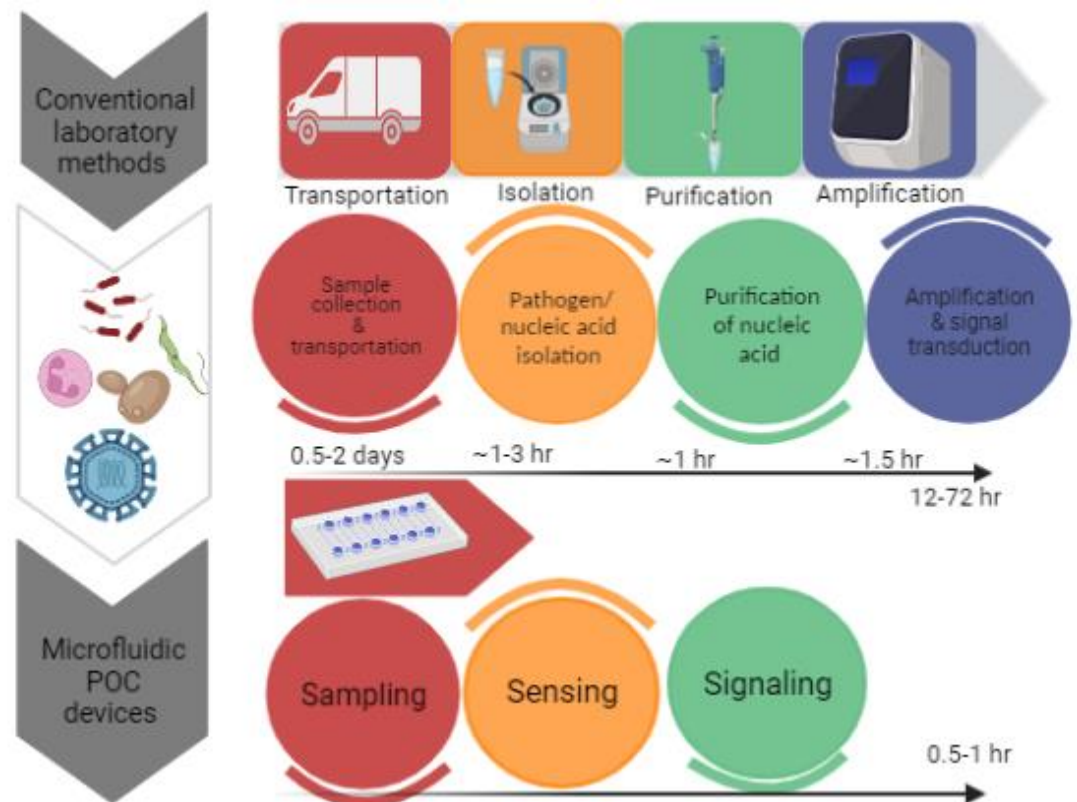 Conventional
laboratory
methods
Transportation
Isolation
Purification
Amplification
Sample
collection
&
transportation
Pathogen/
nucleic acid
isolation
Purification
of nucleic
acid
Amplification
& signal
transduction
0.5-2 days
~1-3 hr
~1 hr
~1.5 hr
12-72 hr
Microfluidic
POC
devices
Sampling
Sensing
Signaling
0.5-1 hr